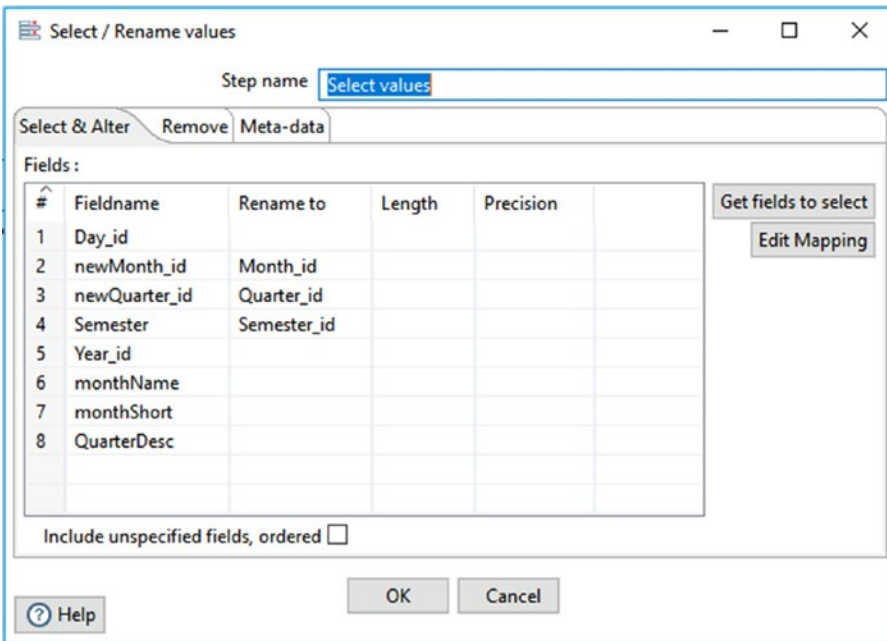 Select / Rename values
Step name Select values
Select & Alter Remove Meta-data
Fields :
# Fieldname Rename to Length Precision
Get fields to select
1 Day_id
Edit Mapping
2 newMonth_id Month_id
3 newQuarter_id Quarter_id
4 Semester Semester_id
5 Year_id
6 monthName
7 monthShort
8 QuarterDesc
Include unspecified fields, ordered
OK Cancel
? Help